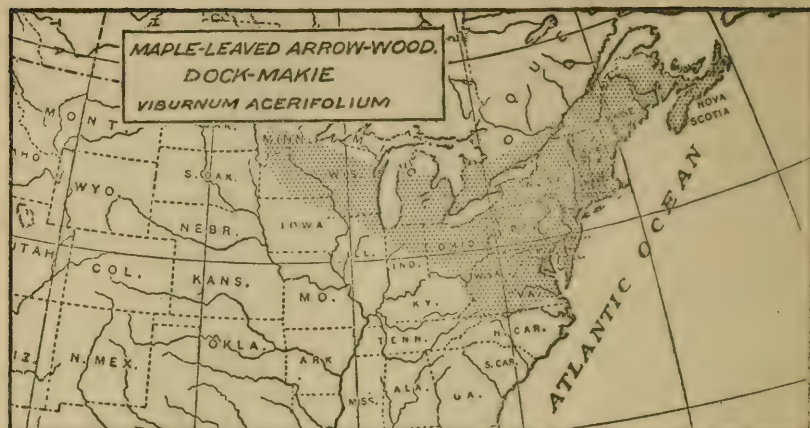 MAPLE-LEAVED ARROW-WOOD.
DOCK-MAKIE
VIBURNUM ACERIFOLIUM
MONT
MINN.
NOVA
SCOTIA
WYO.
S. DAK.
WIS.
NEBR.
IOWA
ILL.
IND.
OHIO
UTAH
COL.
KANS.
MO.
KY.
VA.
OKLA.
ARK
TENN.
N. CAR.
S. CAR.
N. MEX.
MISS.
ALA.
GA.
ATLANTIC OCEAN